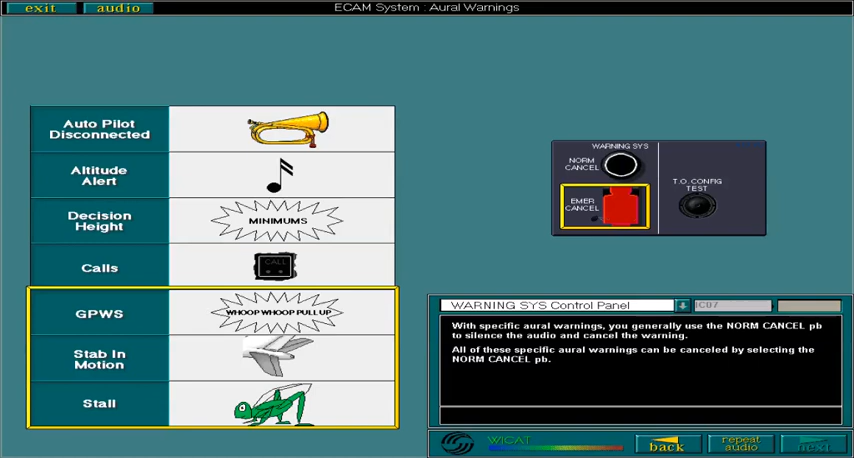 exit
audio
ECAM System : Aural Warnings
Auto Pilot
Disconnected
Altitude
Alert
Decision
Height
MINIMUMS
Calls
CALL
GPWS
WHOOP WHOOP PULL UP
Stab In
Motion
Stall
WARNING SYS
NORM
CANCEL
EMER
CANCEL
T.O. CONFIG
TEST
WARNING SYS Control Panel
IC07
With specific aural warnings, you generally use the NORM CANCEL pb
to silence the audio and cancel the warning.
All of these specific aural warnings can be canceled by selecting the
NORM CANCEL pb.
WICAT
back
repeat
audio
next